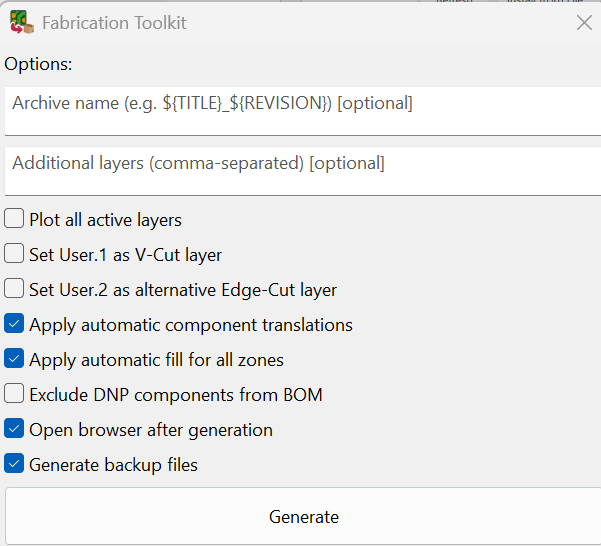 Fabrication Toolkit
Options:
Archive name (e.g. ${TITLE}_${REVISION}) [optional]
Additional layers (comma-separated) [optional]
Plot all active layers
Set User.1 as V-Cut layer
Set User.2 as alternative Edge-Cut layer
Apply automatic component translations
Apply automatic fill for all zones
Exclude DNP components from BOM
Open browser after generation
Generate backup files
Generate